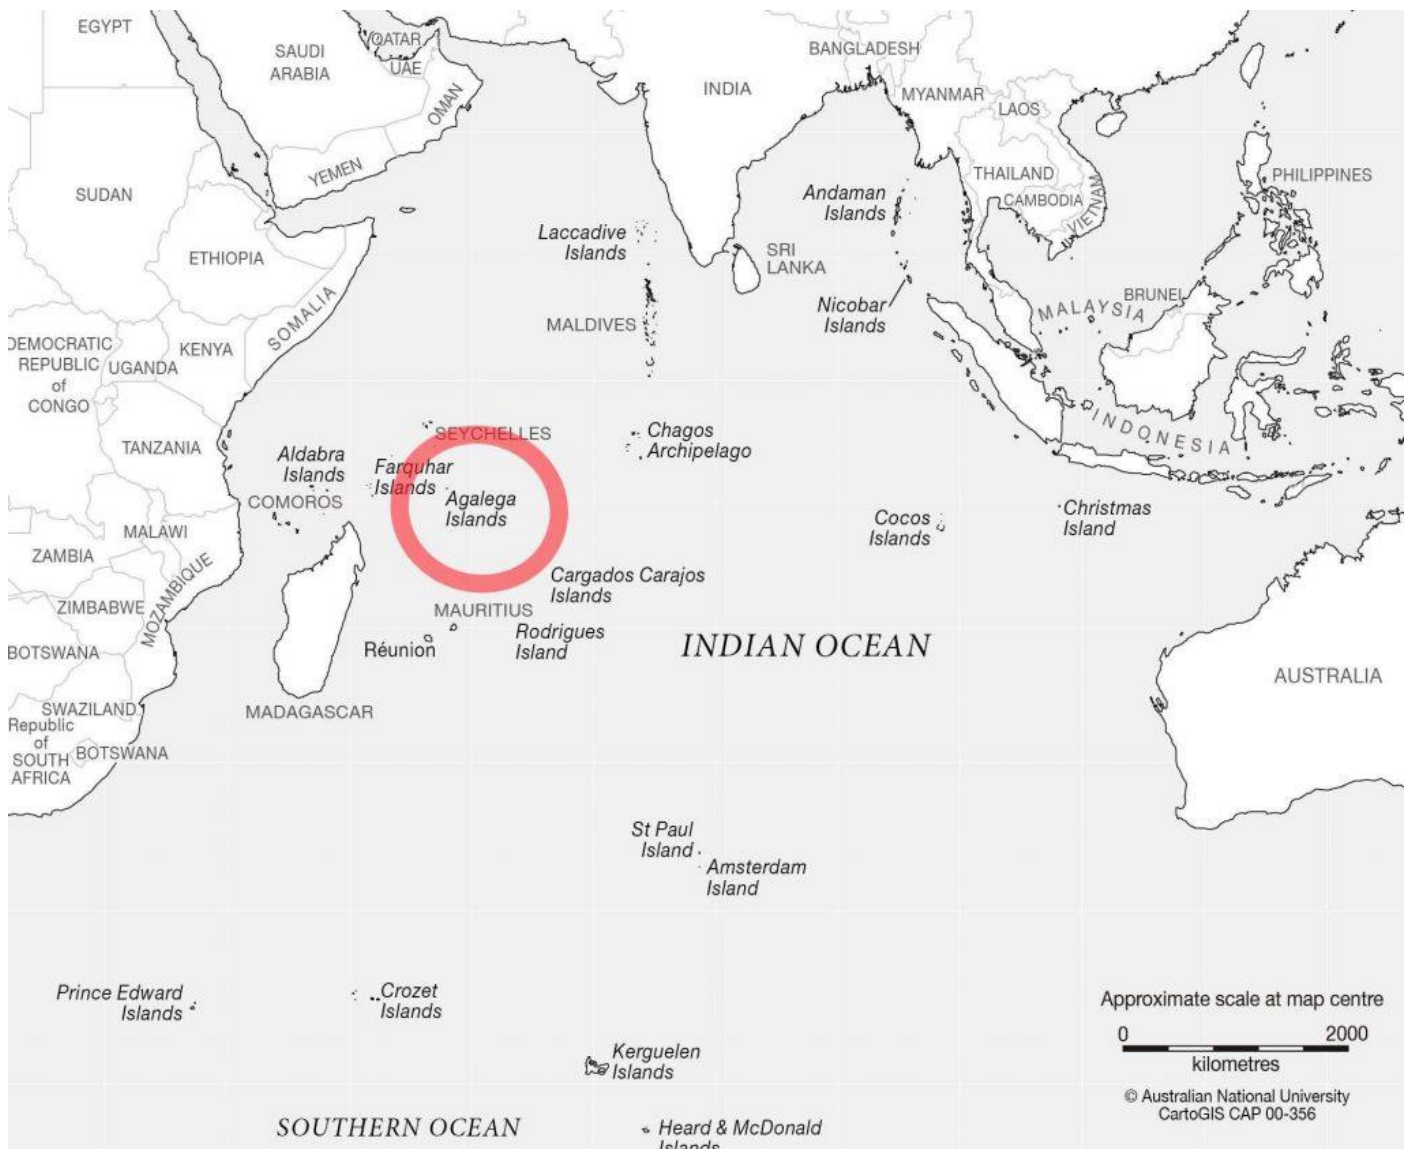 EGYPT
SAUDI
ARABIA
QATAR
UAE
OMAN
YEMEN
SUDAN
ETHIOPIA
SOMALIA
DEMOCRATIC
REPUBLIC
of
CONGO
UGANDA
KENYA
TANZANIA
MALAWI
ZAMBIA
ZIMBABWE
MOZAMBIQUE
BOTSWANA
SWAZILAND
Republic
of
SOUTH
AFRICA
BOTSWANA
INDIA
BANGLADESH
MYANMAR
LAOS
THAILAND
CAMBODIA
VIETNAM
PHILIPPINES
Andaman
Islands
Laccadive
Islands
SRI
LANKA
Nicobar
Islands
MALDIVES
MALAYSIA
BRUNEI
INDONESIA
SEYCHELLES
Chagos
Archipelago
Aldabra
Islands
Farquhar
Islands
Agalega
Islands
COMOROS
Cocos
Islands
Christmas
Island
Cargados Carajos
Islands
MAURITIUS
Rodrigues
Island
Réunion
MADAGASCAR
INDIAN OCEAN
AUSTRALIA
St Paul
Island
Amsterdam
Island
Prince Edward
Islands
Crozet
Islands
Kerguelen
Islands
SOUTHERN OCEAN
Heard & McDonald
Islands
Approximate scale at map centre
0 2000
kilometres
© Australian National University
CartoGIS CAP 00-356